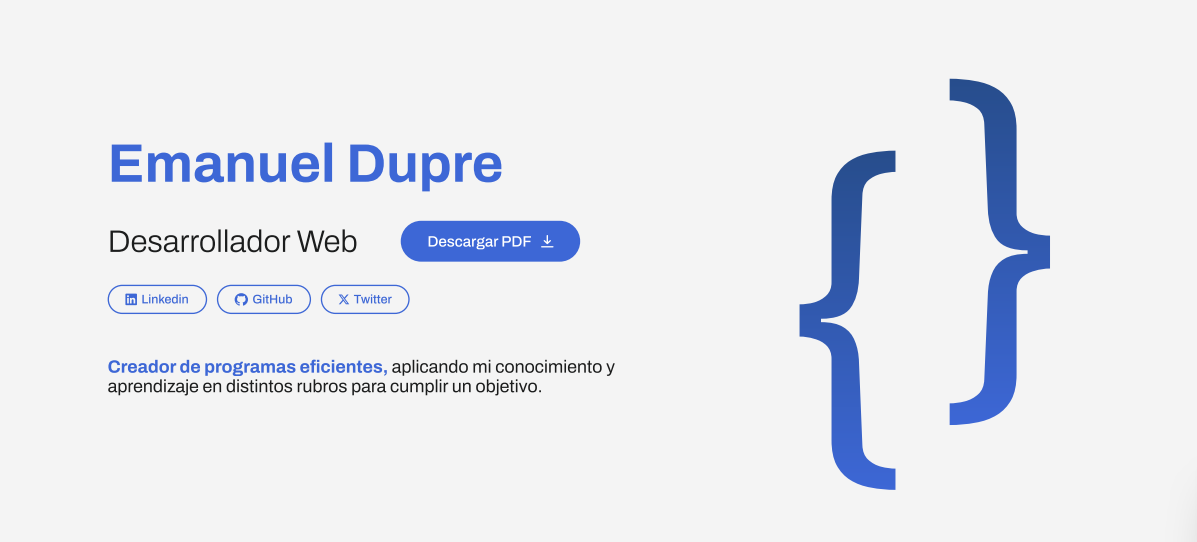 Emanuel Dupre
Desarrollador Web
Descargar PDF
Linkedin
GitHub
Twitter
Creador de programas eficientes, aplicando mi conocimiento y
aprendizaje en distintos rubros para cumplir un objetivo.
{ }